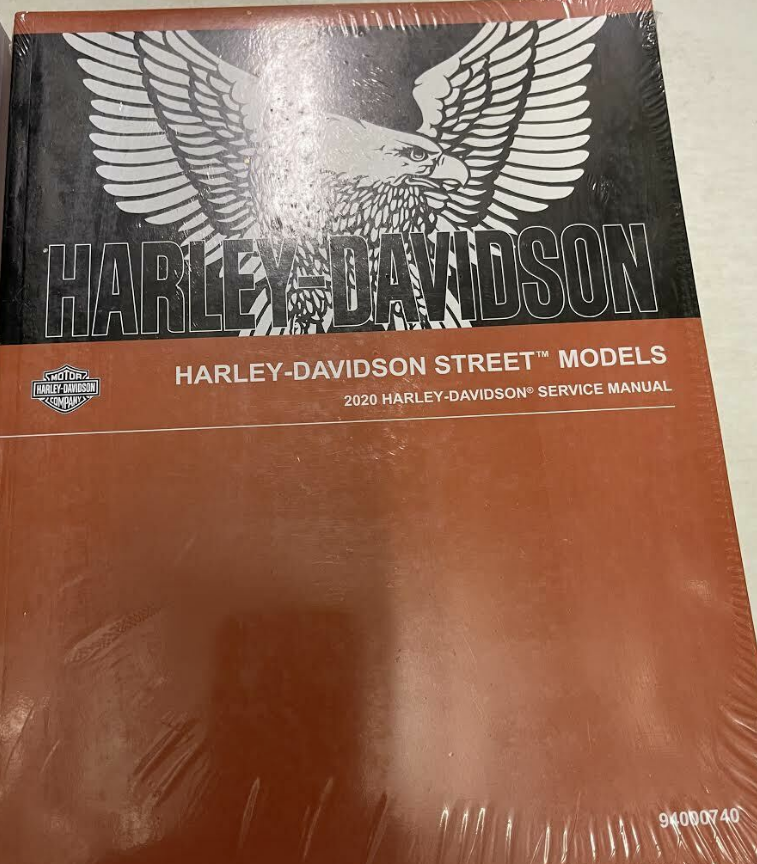 HARLEY-DAVIDSON
HARLEY-DAVIDSON STREET™ MODELS
MOTOR
HARLEY-DAVIDSON
COMPANY
2020 HARLEY-DAVIDSON® SERVICE MANUAL
94000740